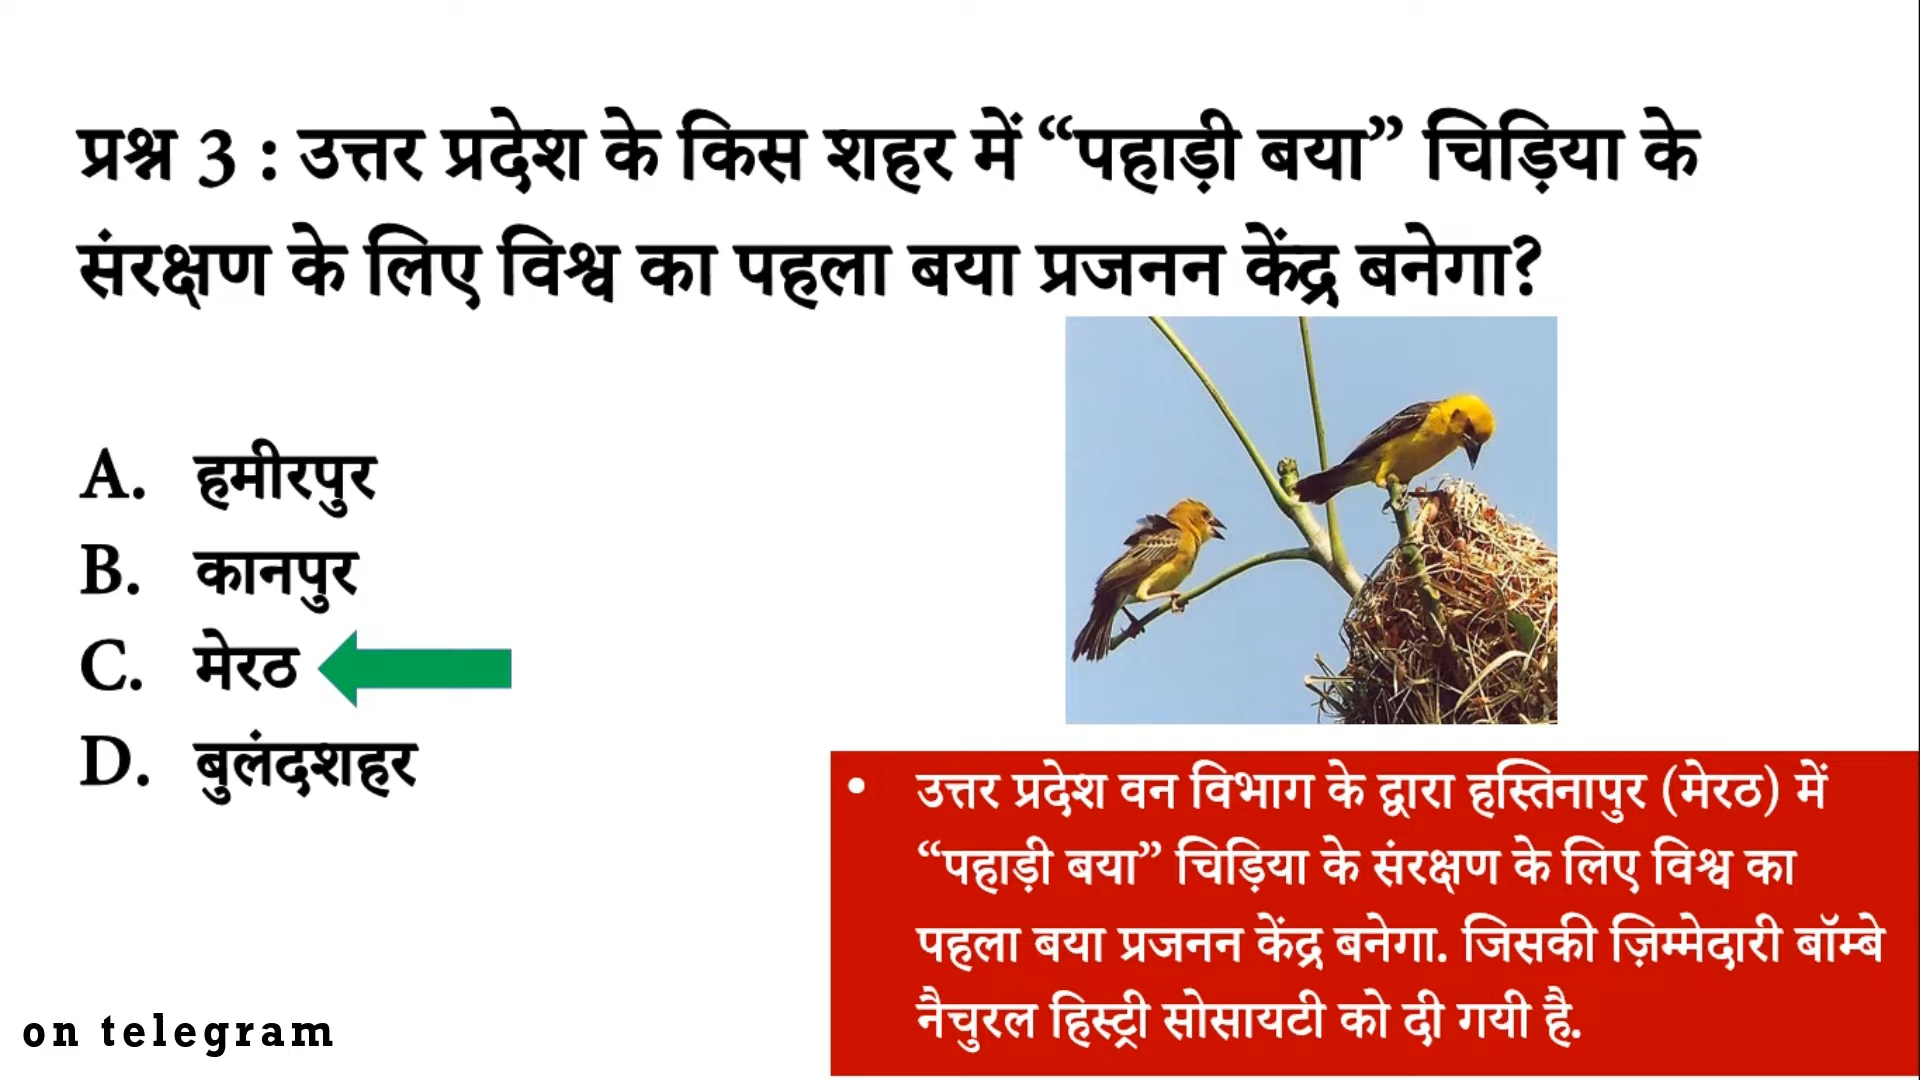 प्रश्न 3 : उत्तर प्रदेश के किस शहर में “पहाड़ी बया” चिड़िया के
संरक्षण के लिए विश्व का पहला बया प्रजनन केंद्र बनेगा?
A. हमीरपुर
B. कानपुर
C. मेरठ
D. बुलंदशहर
• उत्तर प्रदेश वन विभाग के द्वारा हस्तिनापुर (मेरठ) में
“पहाड़ी बया” चिड़िया के संरक्षण के लिए विश्व का
पहला बया प्रजनन केंद्र बनेगा. जिसकी ज़िम्मेदारी बॉम्बे
नैचुरल हिस्ट्री सोसायटी को दी गयी है.
on telegram